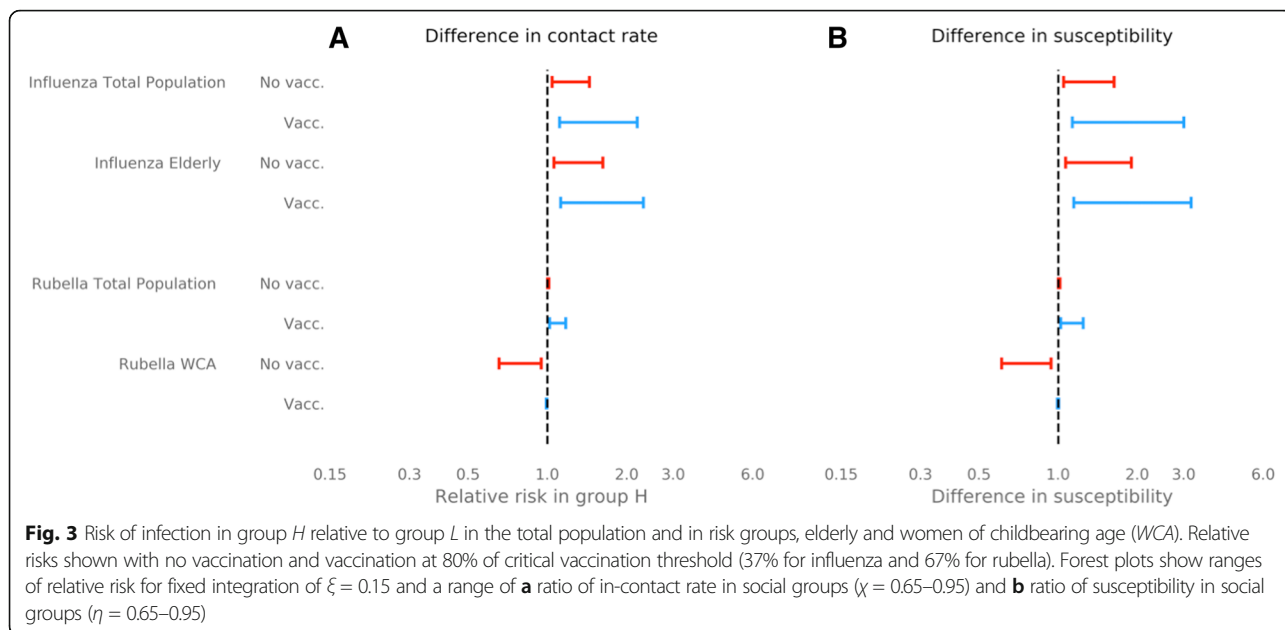 A Difference in contact rate
B Difference in susceptibility
Influenza Total Population No vacc.
Vacc.
Influenza Elderly No vacc.
Vacc.
Rubella Total Population No vacc.
Vacc.
Rubella WCA No vacc.
Vacc.
0.15 0.3 0.5 1.0 2.0 3.0 6.0
Relative risk in group H
0.15 0.3 0.5 1.0 2.0 3.0 6.0
Difference in susceptibility
Fig. 3 Risk of infection in group H relative to group L in the total population and in risk groups, elderly and women of childbearing age (WCA). Relative
risks shown with no vaccination and vaccination at 80% of critical vaccination threshold (37% for influenza and 67% for rubella). Forest plots show ranges
of relative risk for fixed integration of ξ = 0.15 and a range of a ratio of in-contact rate in social groups (χ = 0.65–0.95) and b ratio of susceptibility in social
groups (η = 0.65–0.95)